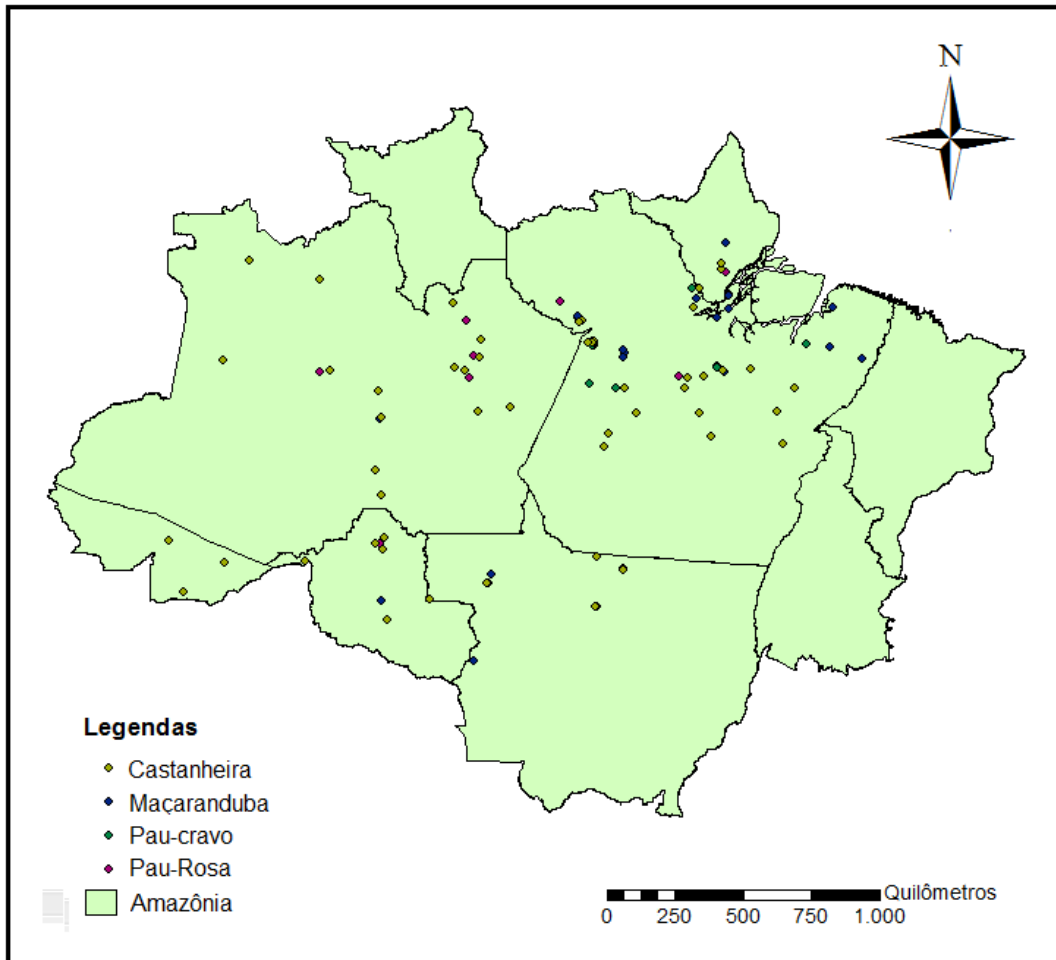 N
Legendas
Castanheira
Maçaranduba
Pau-cravo
Pau-Rosa
Amazônia
Quilômetros
0 250 500 750 1.000